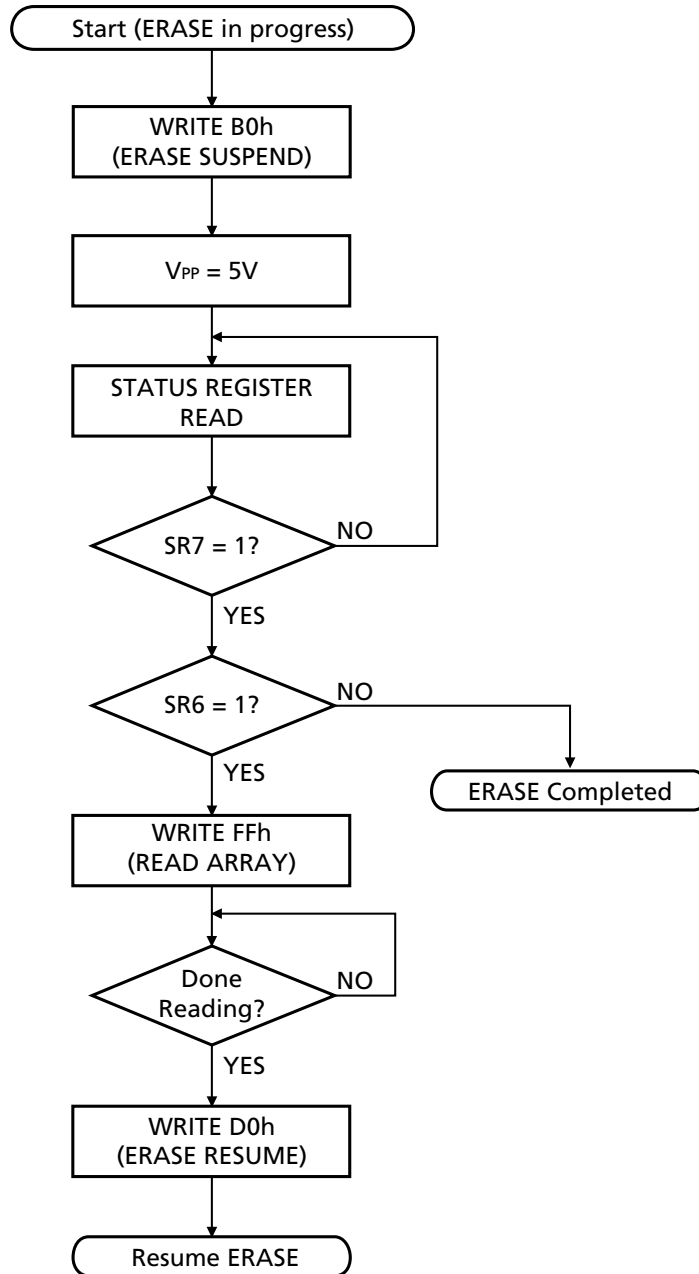 Start (ERASE in progress)
WRITE B0h
(ERASE SUSPEND)
VPP = 5V
STATUS REGISTER
READ
SR7 = 1?
NO
YES
SR6 = 1?
NO
YES
ERASE Completed
WRITE FFh
(READ ARRAY)
Done
Reading?
NO
YES
WRITE D0h
(ERASE RESUME)
Resume ERASE